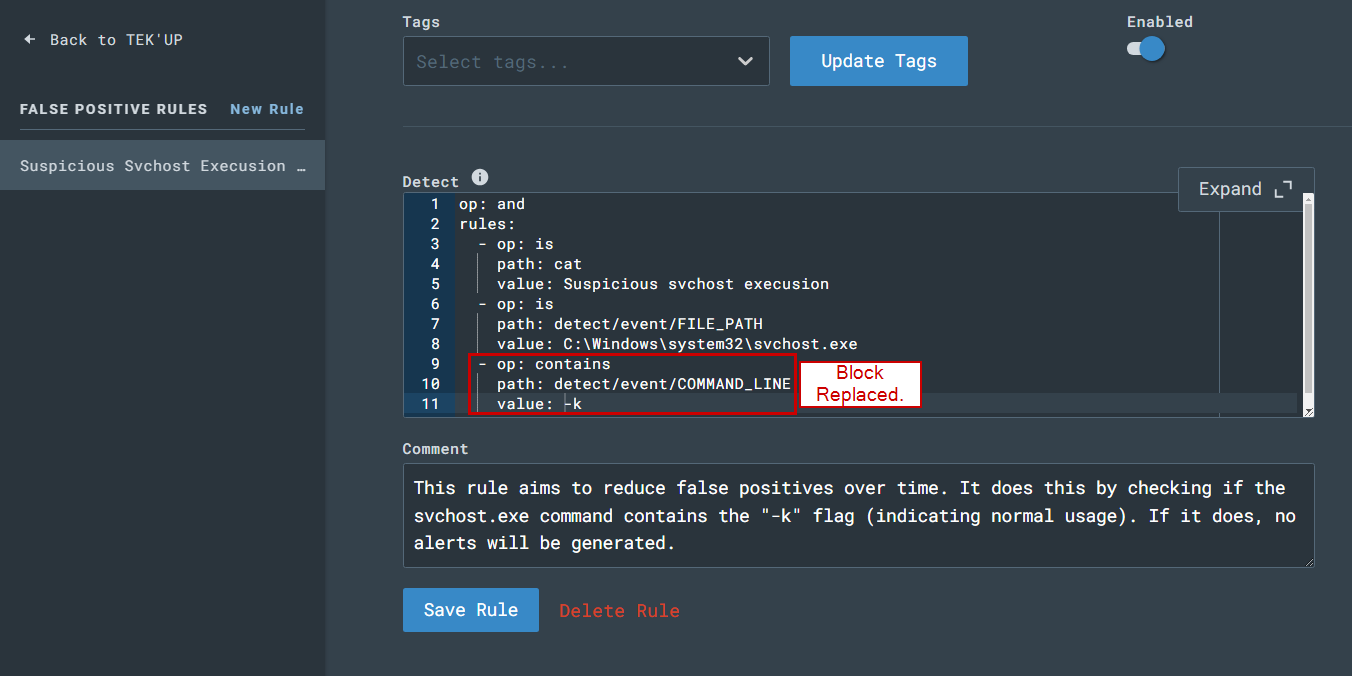 Back to TEK'UP
FALSE POSITIVE RULES New Rule
Suspicious Svchost Execusion …
Tags
Select tags...
Update Tags
Enabled
Detect
Expand
1 op: and
2 rules:
3 - op: is
4 path: cat
5 value: Suspicious svchost execusion
6 - op: is
7 path: detect/event/FILE_PATH
8 value: C:\Windows\system32\svchost.exe
9 - op: contains
10 path: detect/event/COMMAND_LINE
11 value: -k
Block
Replaced.
Comment
This rule aims to reduce false positives over time. It does this by checking if the
svchost.exe command contains the "-k" flag (indicating normal usage). If it does, no
alerts will be generated.
Save Rule
Delete Rule